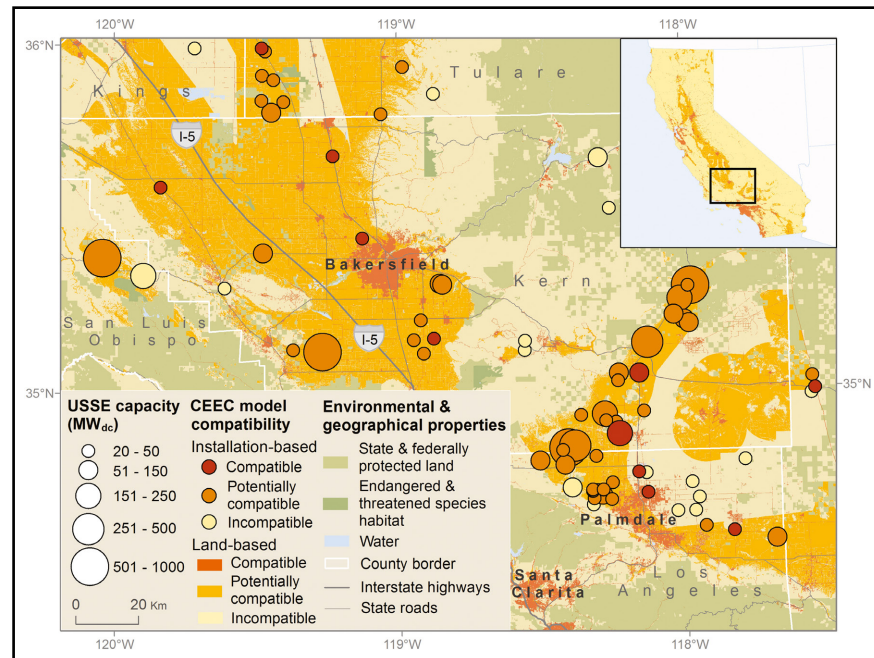 120°W
119°W
118°W
36°N
Tulare
Kings
I-5
Bakersfield
Kern
San Luis
Obispo
I-5
35°N
35°N
USSE capacity
(MWdc)
20 - 50
51 - 150
151 - 250
251 - 500
501 - 1000
0
20 Km
CEEC model
compatibility
Installation-based
Compatible
Potentially
compatible
Incompatible
Land-based
Compatible
Potentially
compatible
Incompatible
Environmental &
geographical properties
State & federally
protected land
Endangered &
threatened species
habitat
Water
County border
Interstate highways
State roads
Palmdale
Santa
Clarita
Los
Angeles
120°W
119°W
118°W